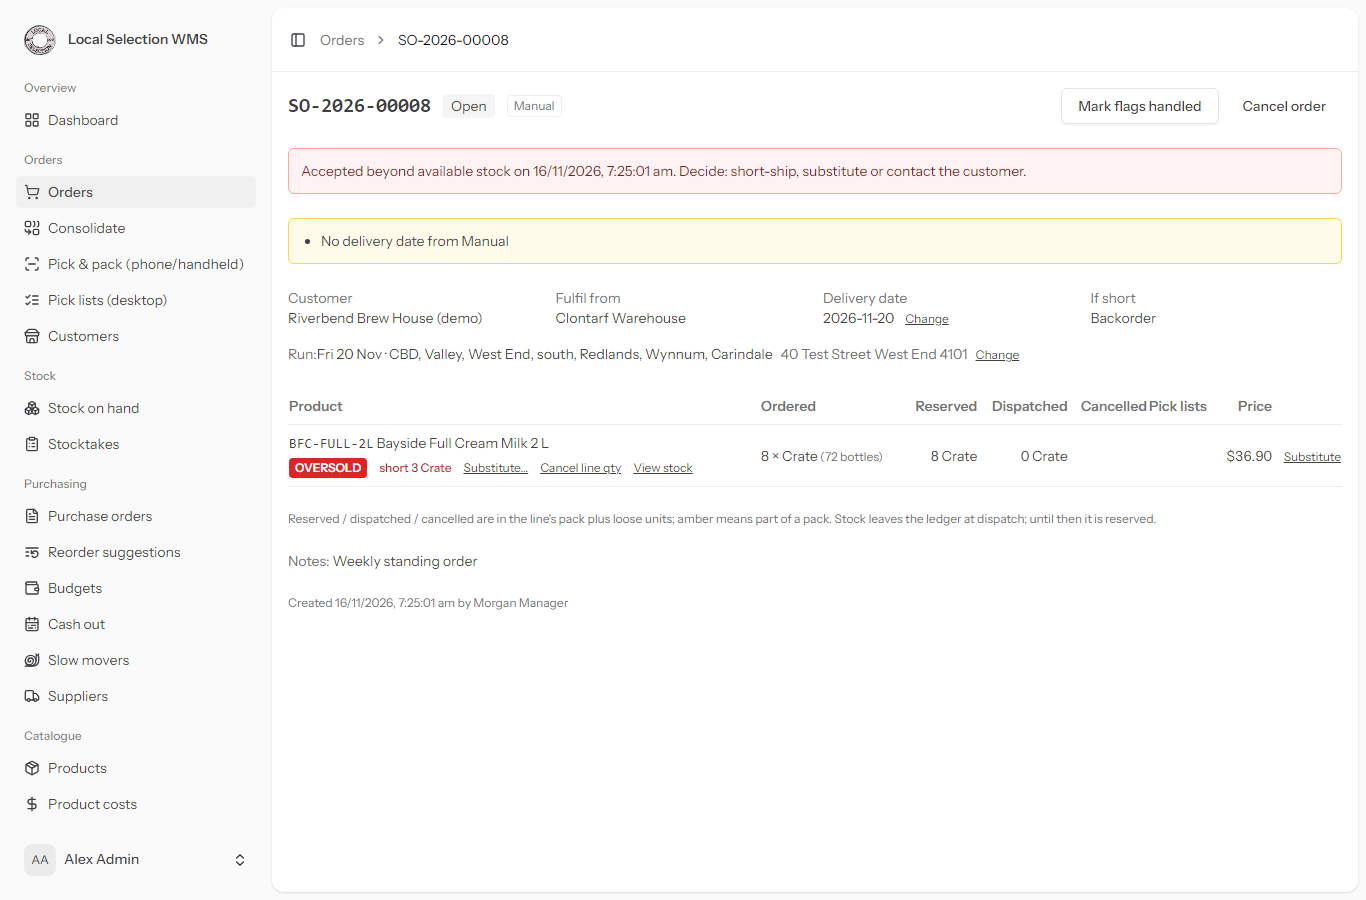 LOCAL SELECTION
Local Selection WMS
Overview
Dashboard
Orders
Orders
Consolidate
Pick & pack (phone/handheld)
Pick lists (desktop)
Customers
Stock
Stock on hand
Stocktakes
Purchasing
Purchase orders
Reorder suggestions
Budgets
Cash out
Slow movers
Suppliers
Catalogue
Products
Product costs
AA Alex Admin
Orders > SO-2026-00008
SO-2026-00008 Open Manual
Mark flags handled Cancel order
Accepted beyond available stock on 16/11/2026, 7:25:01 am. Decide: short-ship, substitute or contact the customer.
• No delivery date from Manual
Customer Fulfil from Delivery date If short
Riverbend Brew House (demo) Clontarf Warehouse 2026-11-20 Change Backorder
Run:Fri 20 Nov · CBD, Valley, West End, south, Redlands, Wynnum, Carindale 40 Test Street West End 4101 Change
Product Ordered Reserved Dispatched Cancelled Pick lists Price
BFC-FULL-2L Bayside Full Cream Milk 2 L
8 × Crate (72 bottles) 8 Crate 0 Crate $36.90 Substitute
OVERSOLD short 3 Crate Substitute... Cancel line qty View stock
Reserved / dispatched / cancelled are in the line's pack plus loose units; amber means part of a pack. Stock leaves the ledger at dispatch; until then it is reserved.
Notes: Weekly standing order
Created 16/11/2026, 7:25:01 am by Morgan Manager